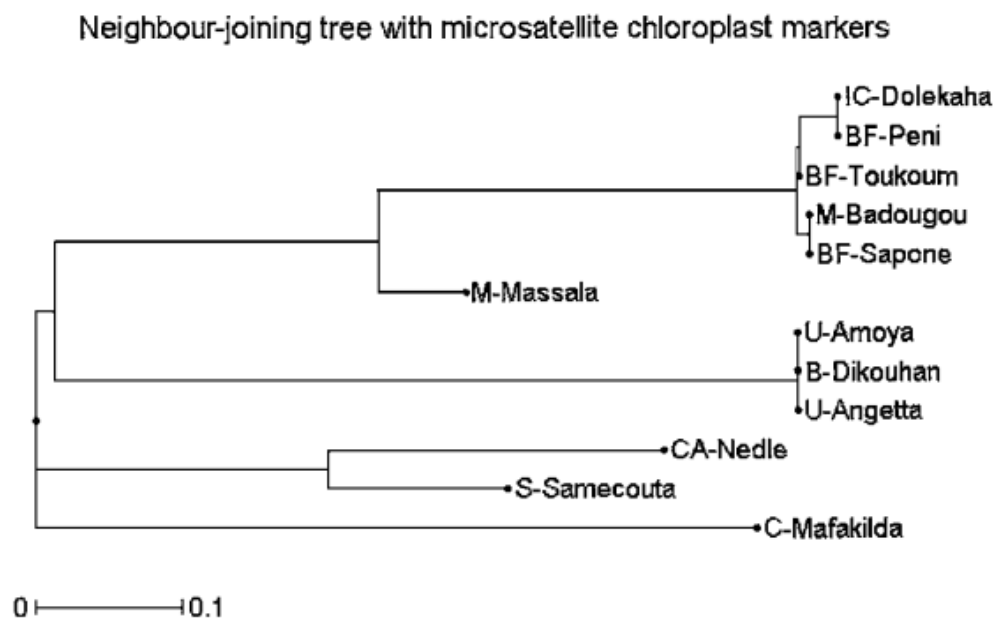 Neighbour-joining tree with microsatellite chloroplast markers
IC-Dolekaha
BF-Peni
BF-Toukoum
M-Badougou
BF-Sapone
M-Massala
U-Amoya
B-Dikouhan
U-Angetta
CA-Nedle
S-Samecouta
C-Mafakilda
0 0.1